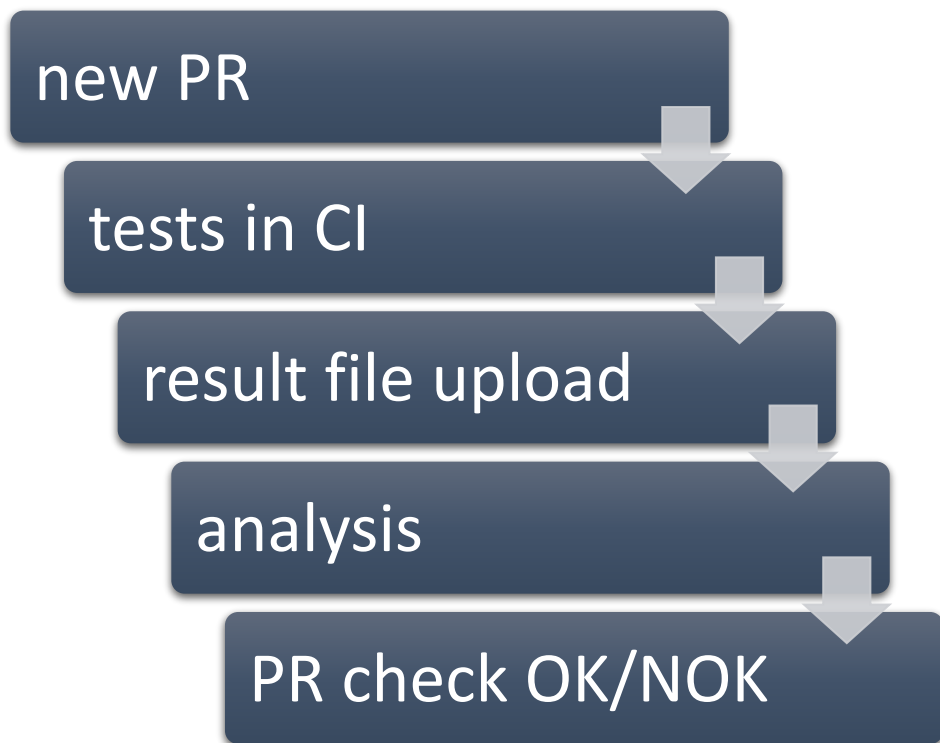 new PR
tests in CI
result file upload
analysis
PR check OK/NOK